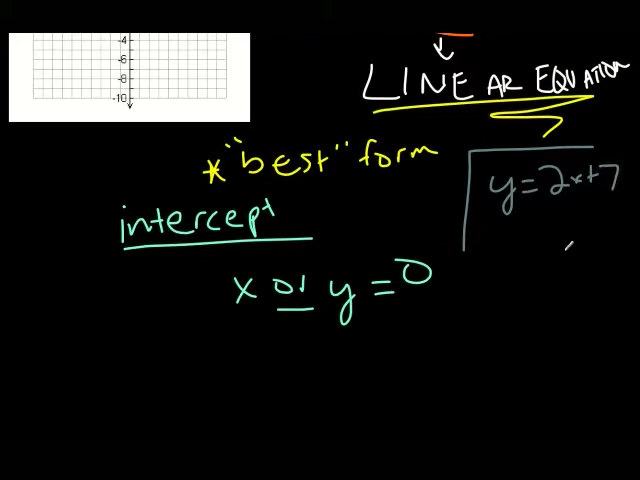 -4
-6
-8
-10
LINEAR EQUATION
*"best" form
y=2x+7
intercept
x or y = 0